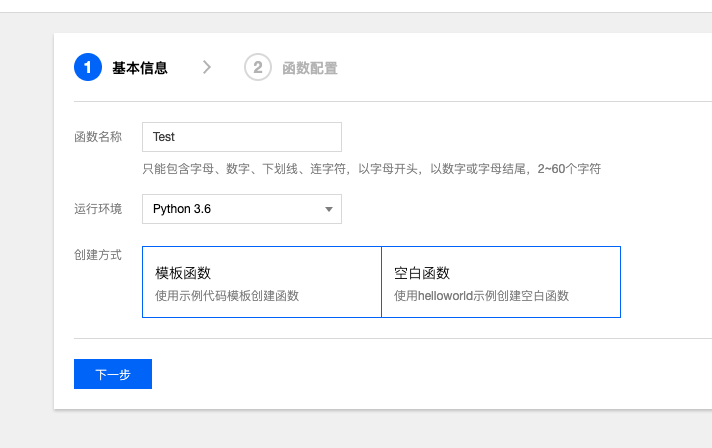 1 基本信息 2 函数配置
函数名称 Test
只能包含字母、数字、下划线、连字符，以字母开头，以数字或字母结尾，2~60个字符
运行环境 Python 3.6
创建方式
模板函数 空白函数
使用示例代码模板创建函数 使用helloworld示例创建空白函数
下一步